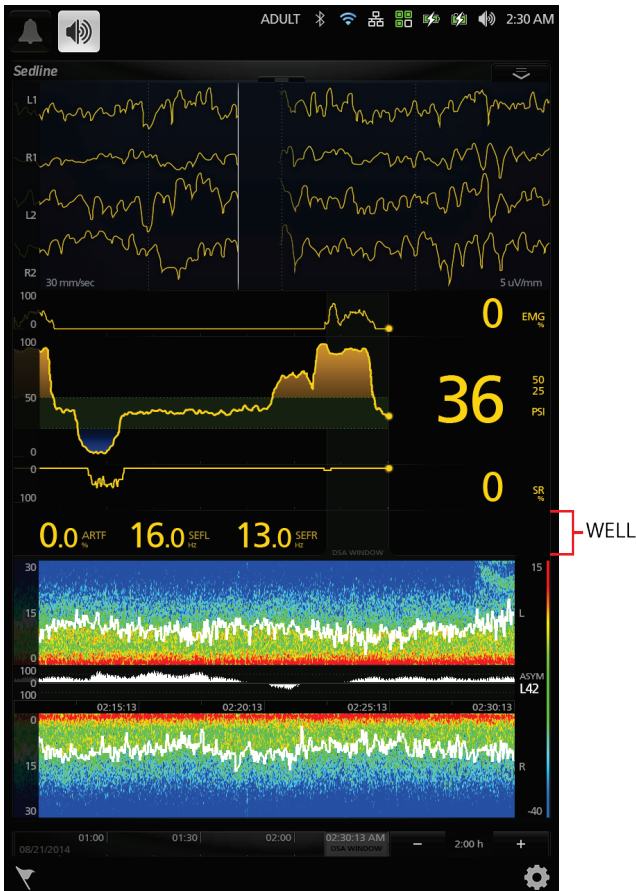 ADULT 2:30 AM
Sedline
L1
R1
L2
R2
30 mm/sec 5 uV/mm
100
0
0 EMG %
100
50
0
36 50 25 PSI
0
100
0 SR %
0.0 ARTF % 16.0 SEFL Hz 13.0 SEFR Hz
DSA WINDOW
WELL
30 15
15 L
0
100
0
100
ASYM
L42
02:15:13 02:20:13 02:25:13 02:30:13
0
15 R
30 -40
01:00 01:30 02:00 02:30:13 AM
08/21/2014 DSA WINDOW
– 2:00 h +